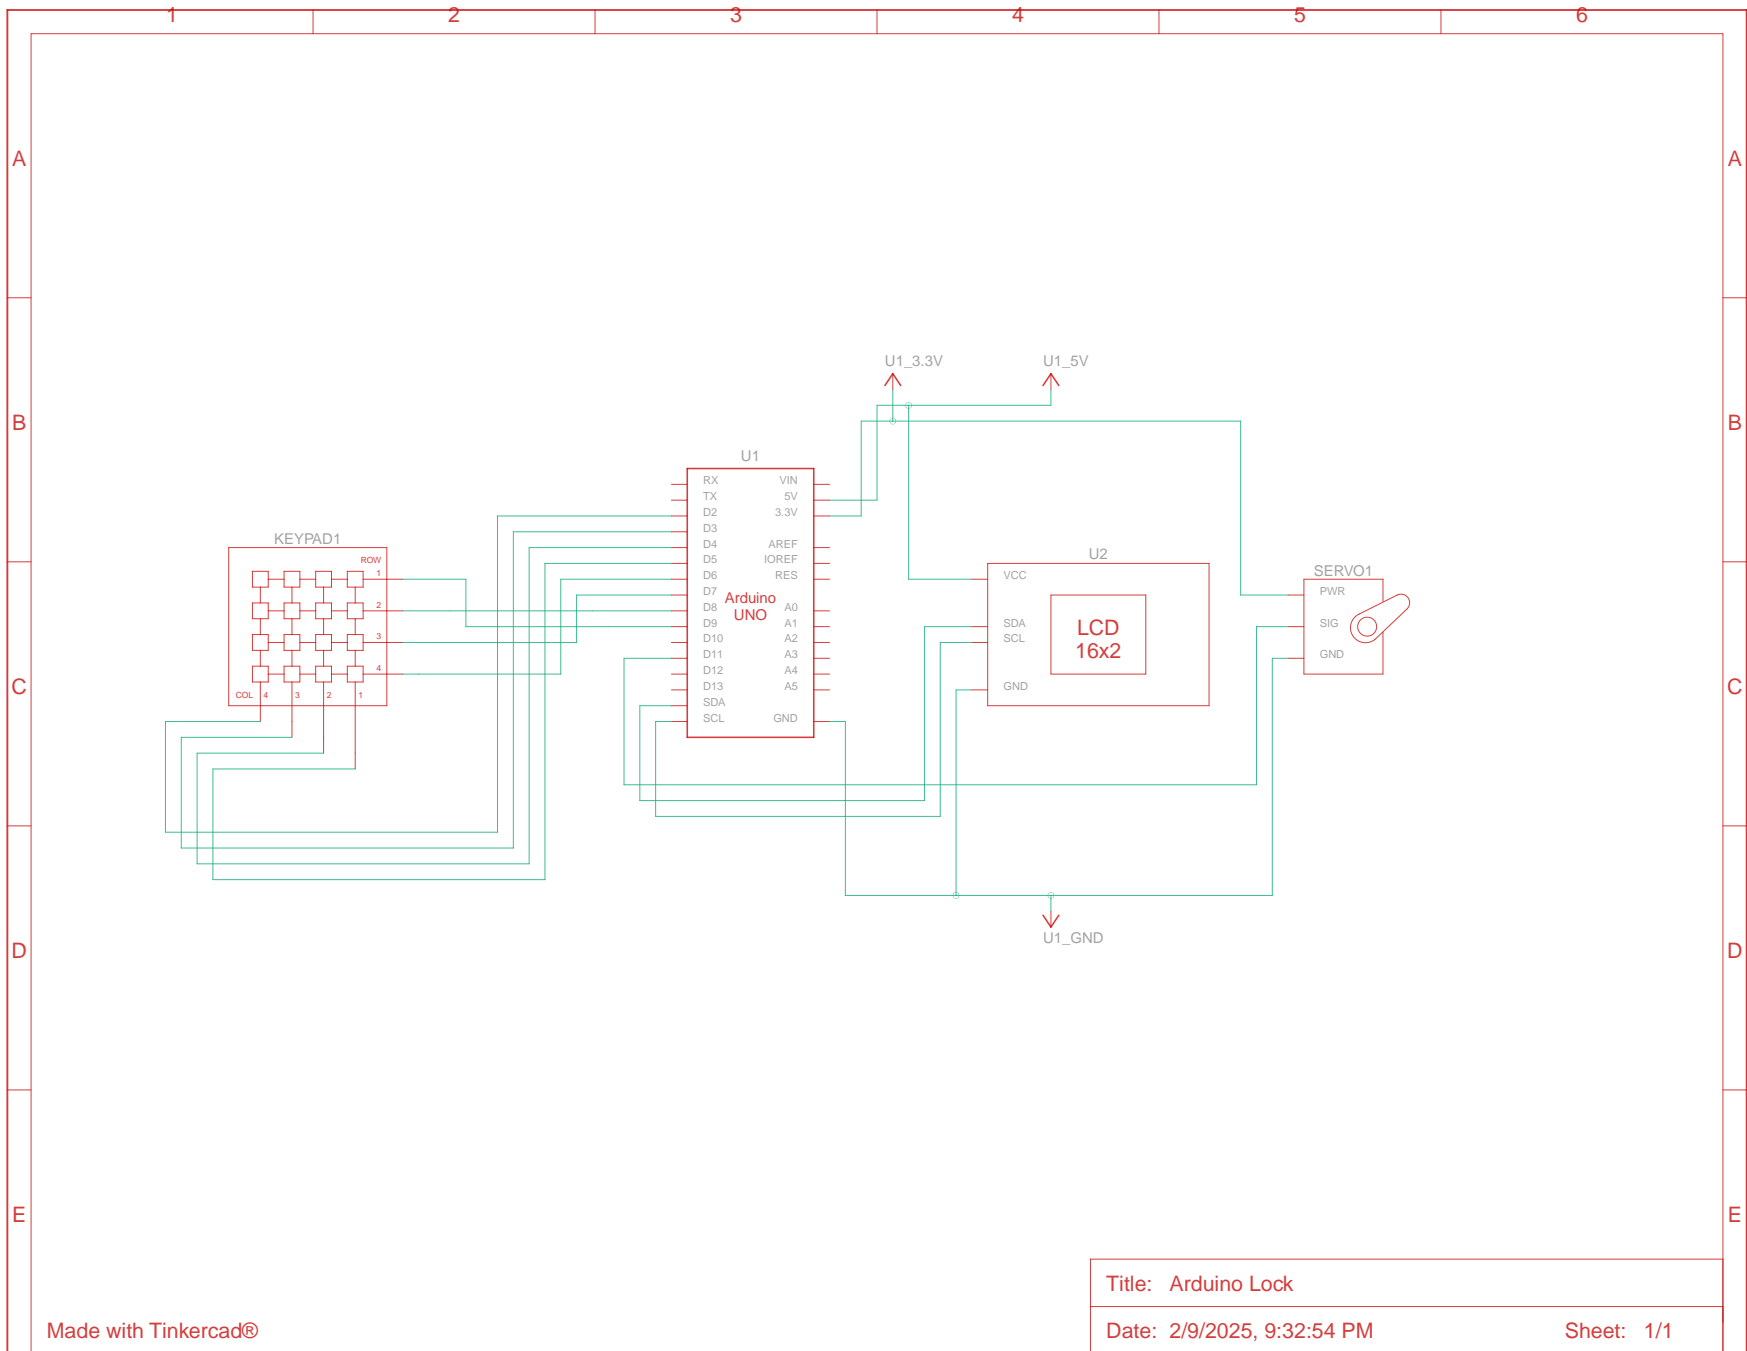 1 2 3 4 5 6
A A
U1_3.3V U1_5V
B B
U1
RX VIN
TX 5V
D2 3.3V
D3
D4 AREF
D5 IOREF
D6 RES
D7
D8 A0
D9 A1
D10 A2
D11 A3
D12 A4
D13 A5
SDA
SCL GND
Arduino
UNO
KEYPAD1
ROW
1
2
3
4
COL 4 3 2 1
U2
VCC
SDA
SCL
GND
LCD
16x2
SERVO1
PWR
SIG
GND
C C
U1_GND
D D
E E
Title: Arduino Lock
Made with Tinkercad®
Date: 2/9/2025, 9:32:54 PM Sheet: 1/1